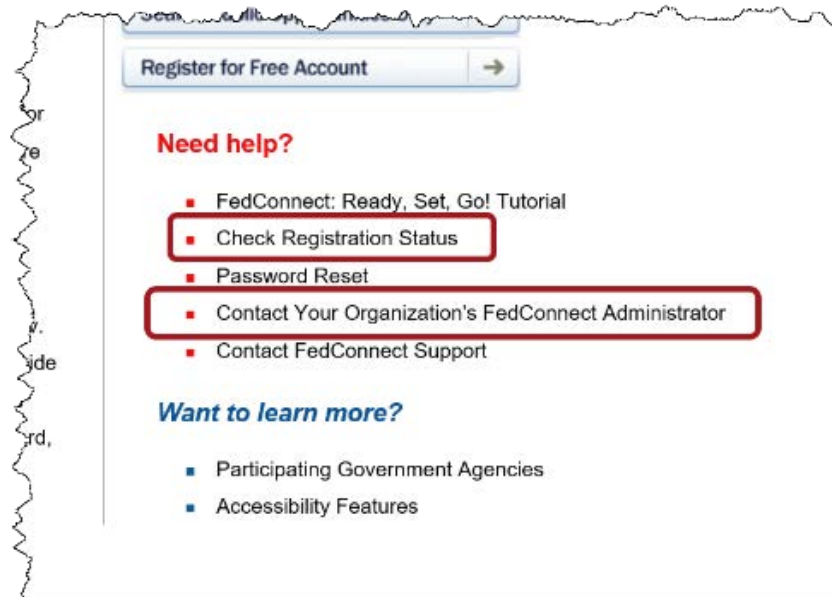 Register for Free Account
Need help?
FedConnect: Ready, Set, Go! Tutorial
Check Registration Status
Password Reset
Contact Your Organization's FedConnect Administrator
Contact FedConnect Support
Want to learn more?
Participating Government Agencies
Accessibility Features